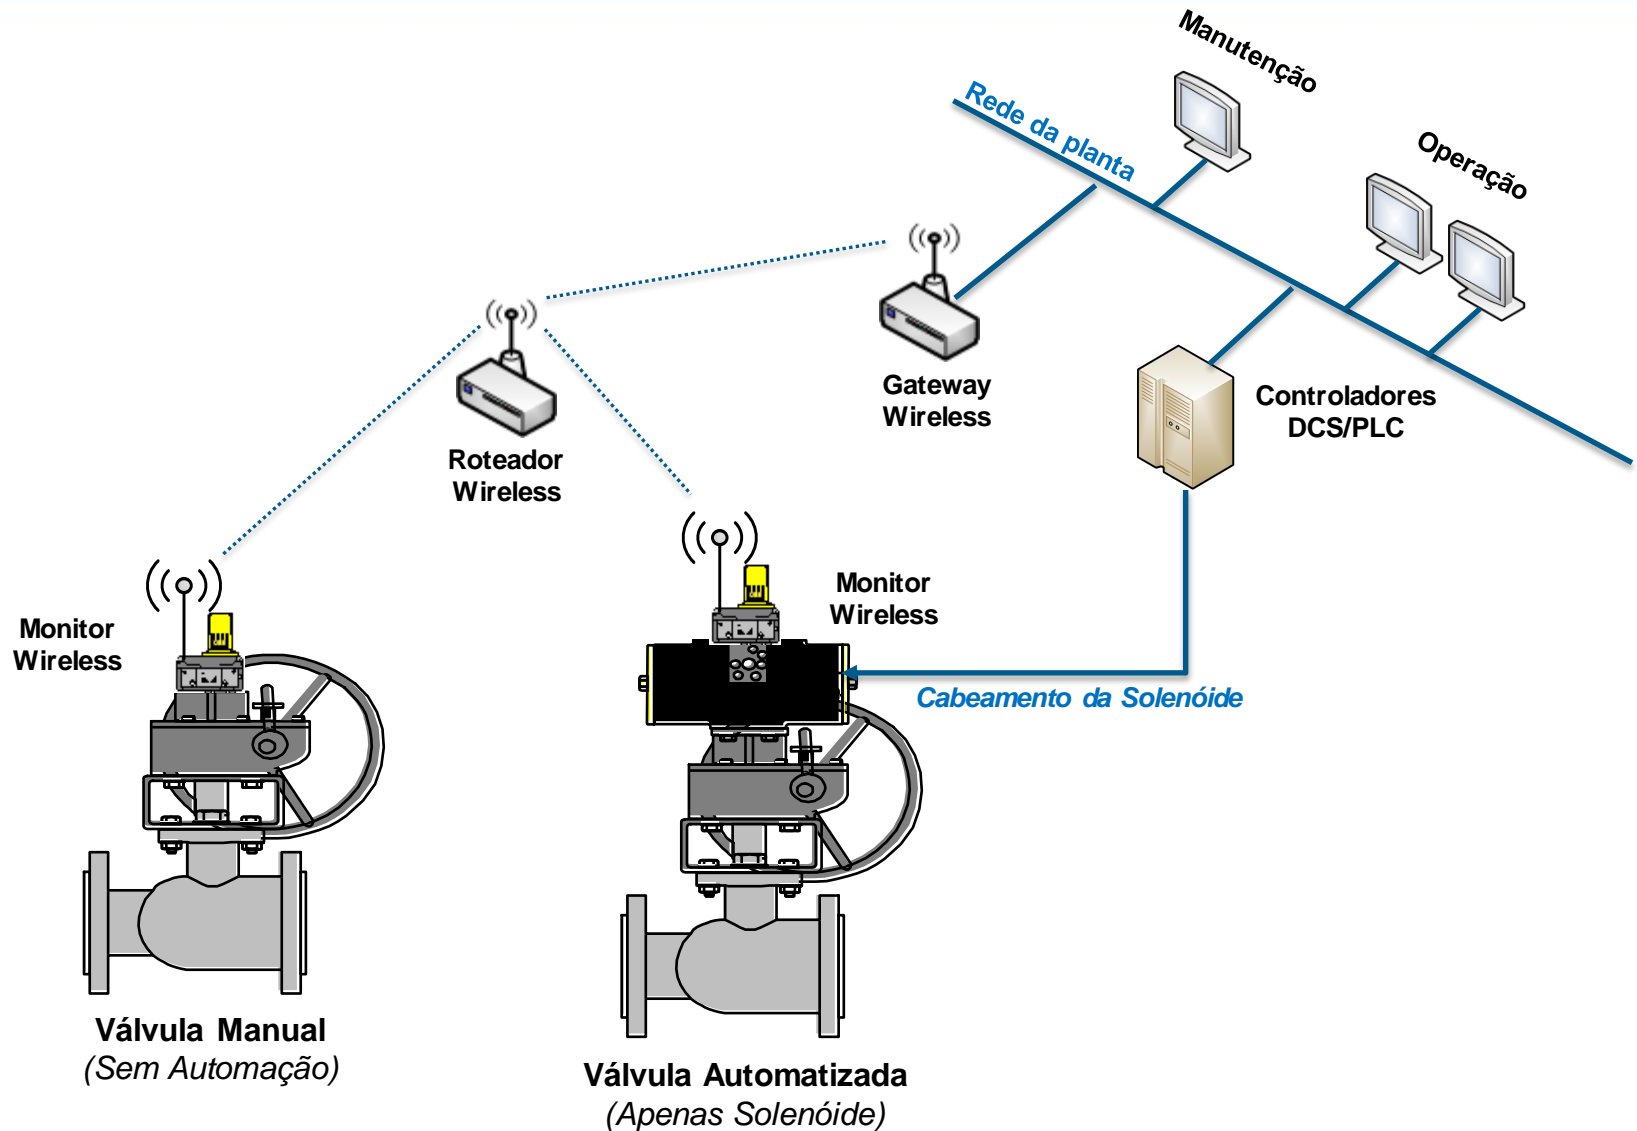 Manutenção
Rede da planta
Operação
Gateway
Wireless
Controladores
DCS/PLC
Roteador
Wireless
Monitor
Wireless
Monitor
Wireless
Cabeamento da Solenóide
Válvula Manual
(Sem Automação)
Válvula Automatizada
(Apenas Solenóide)